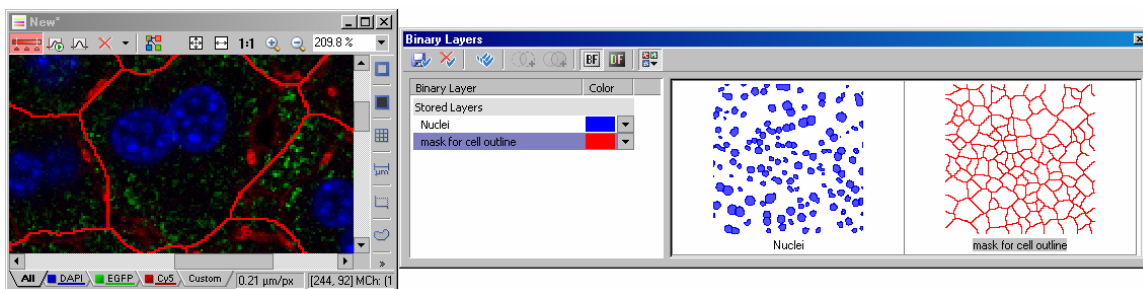 New*
1:1
209.8 %
µm
All DAPI EGFP Cy5 Custom 0.21 µm/px [244, 92] MCh: (1
Binary Layers
BF DF
Binary Layer Color
Stored Layers
Nuclei
mask for cell outline
Nuclei
mask for cell outline